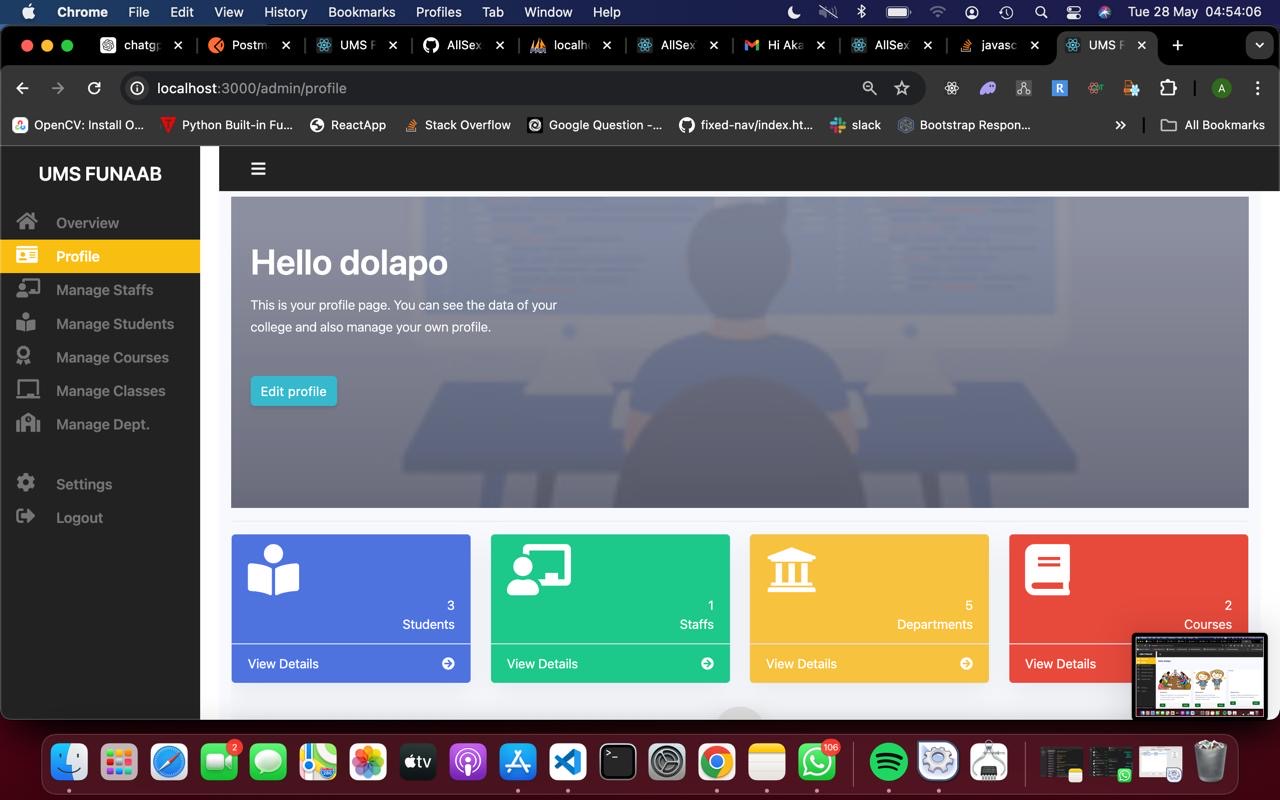 Chrome File Edit View History Bookmarks Profiles Tab Window Help Tue 28 May 04:54:06
chatgp Postm UMS F AllSex localh AllSex Hi Aka AllSex javasc UMS F
localhost:3000/admin/profile
OpenCV: Install O... Python Built-in Fu... ReactApp Stack Overflow Google Question -... fixed-nav/index.ht... slack Bootstrap Respon... All Bookmarks
UMS FUNAAB
Overview
Profile
Manage Staffs
Manage Students
Manage Courses
Manage Classes
Manage Dept.
Settings
Logout
Hello dolapo
This is your profile page. You can see the data of your
college and also manage your own profile.
Edit profile
3
Students
View Details
1
Staffs
View Details
5
Departments
View Details
2
Courses
View Details
2
tv
106